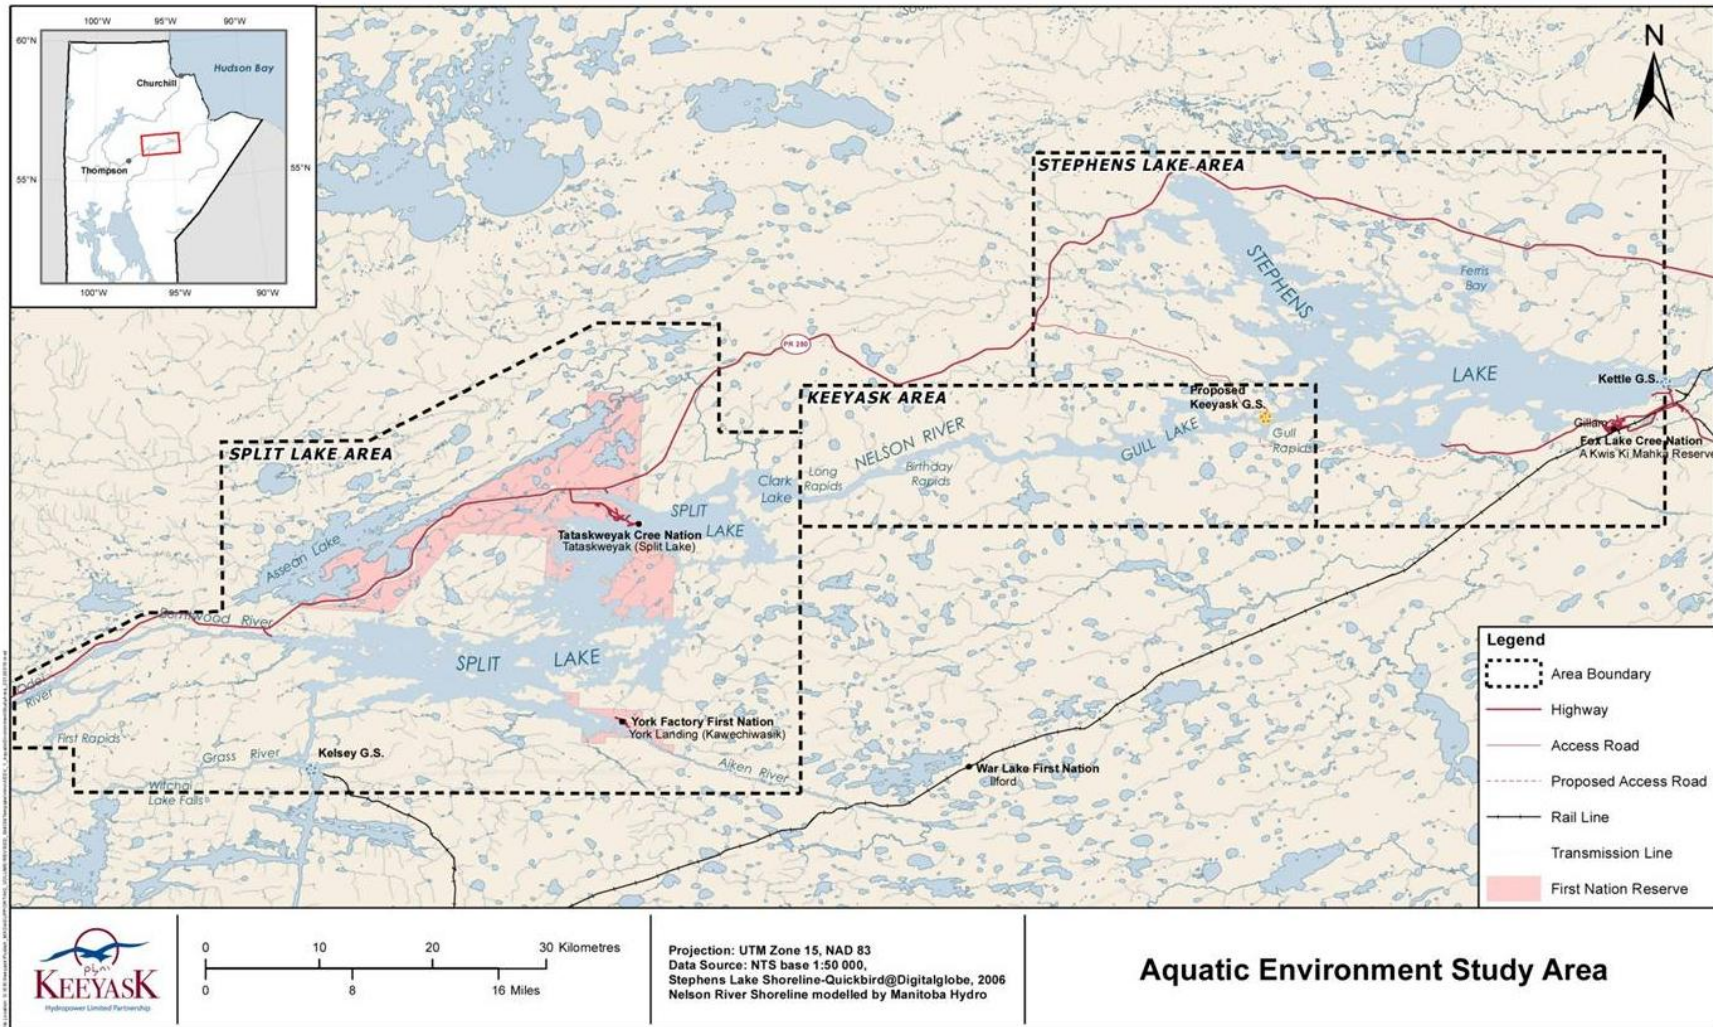 100°W 95°W 90°W
60°N
Hudson Bay
Churchill
Thompson
55°N
55°N
100°W 95°W 90°W
N
STEPHENS LAKE AREA
STEPHENS
Ferris
Bay
LAKE
PR 280
Kettle G.S.
KEEYASK AREA
Proposed
Keeyask G.S.
Gillam
Fox Lake Cree Nation
A Kwis Ki Mahka Reserve
NELSON RIVER
GULL LAKE
Gull
Rapids
Birthday
Rapids
Long
Rapids
Clark
Lake
SPLIT LAKE AREA
SPLIT
LAKE
Tataskweyak Cree Nation
Tataskweyak (Split Lake)
Assean Lake
Burntwood River
SPLIT LAKE
Odei
River
York Factory First Nation
York Landing (Kawechiwasik)
First Rapids
Grass River
Kelsey G.S.
Aiken River
Witchai
Lake Falls
War Lake First Nation
Ilford
Legend
Area Boundary
Highway
Access Road
Proposed Access Road
Rail Line
Transmission Line
First Nation Reserve
KEEYASK
Hydropower Limited Partnership
0 10 20 30 Kilometres
0 8 16 Miles
Projection: UTM Zone 15, NAD 83
Data Source: NTS base 1:50 000,
Stephens Lake Shoreline-Quickbird@Digitalglobe, 2006
Nelson River Shoreline modelled by Manitoba Hydro
Aquatic Environment Study Area